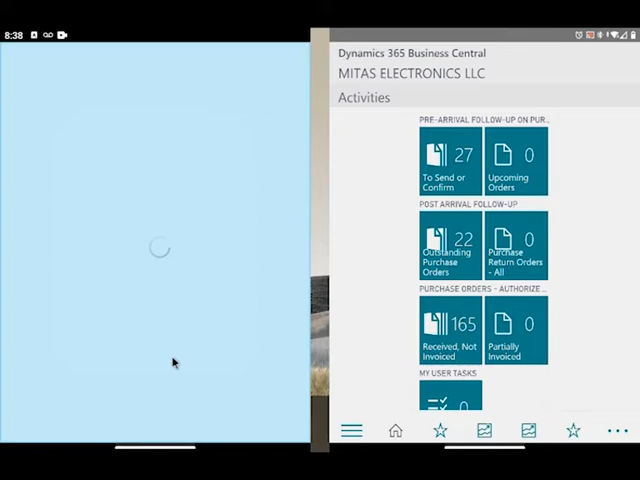 8:38
Dynamics 365 Business Central
MITAS ELECTRONICS LLC
Activities
PRE-ARRIVAL FOLLOW-UP ON PUR...
27
To Send or
Confirm
0
Upcoming
Orders
POST ARRIVAL FOLLOW-UP
22
Outstanding
Purchase
Orders
0
Purchase
Return Orders
- All
PURCHASE ORDERS - AUTHORIZE ...
165
Received, Not
Invoiced
0
Partially
Invoiced
MY USER TASKS
0